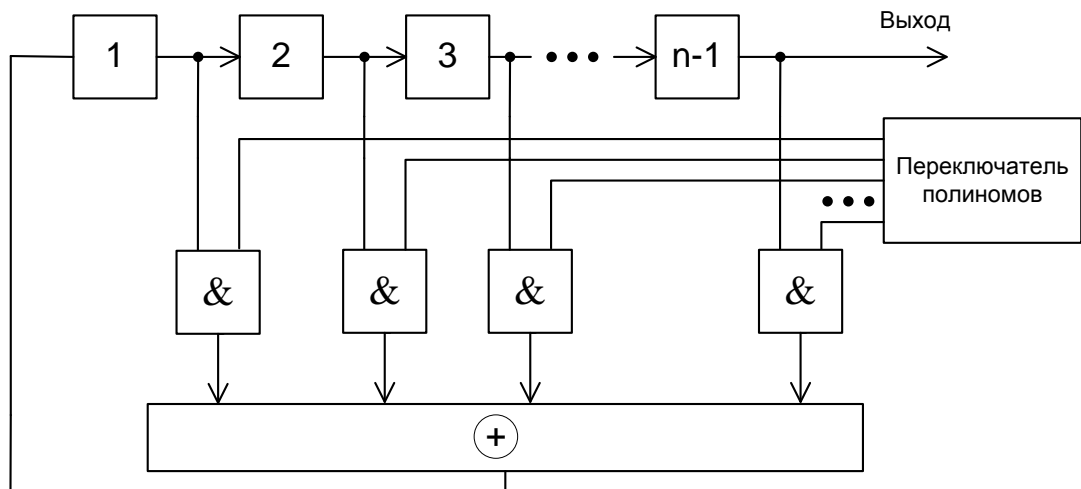 Выход
1
2
3
• • •
n-1
Переключатель
полиномов
• • •
&
&
&
&
+